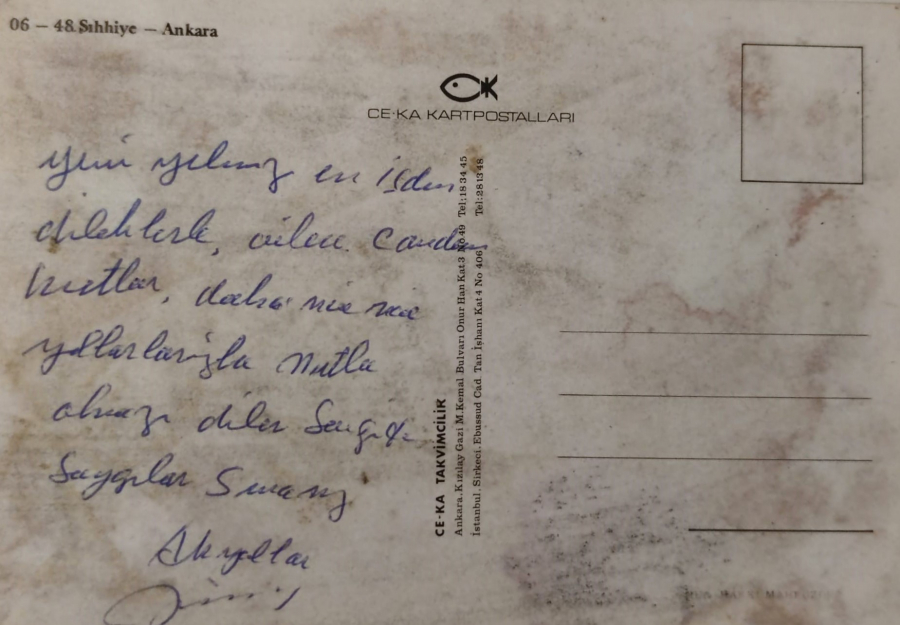 06 – 48 Sıhhiye – Ankara
CE-KA KARTPOSTALLARI
yeni yılınız en içden
dileklerle, ailece candan
kutlar, daha nice nice
yıllarlarızla mutlu
olmanızı diler Sevgi ve
Saygılar Sunarız
Akyollar
CE-KA TAKVİMCİLİK
Ankara. Kızılay Gazi M.Kemal Bulvarı Onur Han Kat 3 No 49 Tel: 18 34 45
İstanbul. Sirkeci. Ebussud Cad. Tan İşhanı Kat 4 No 406 Tel: 28 13 48